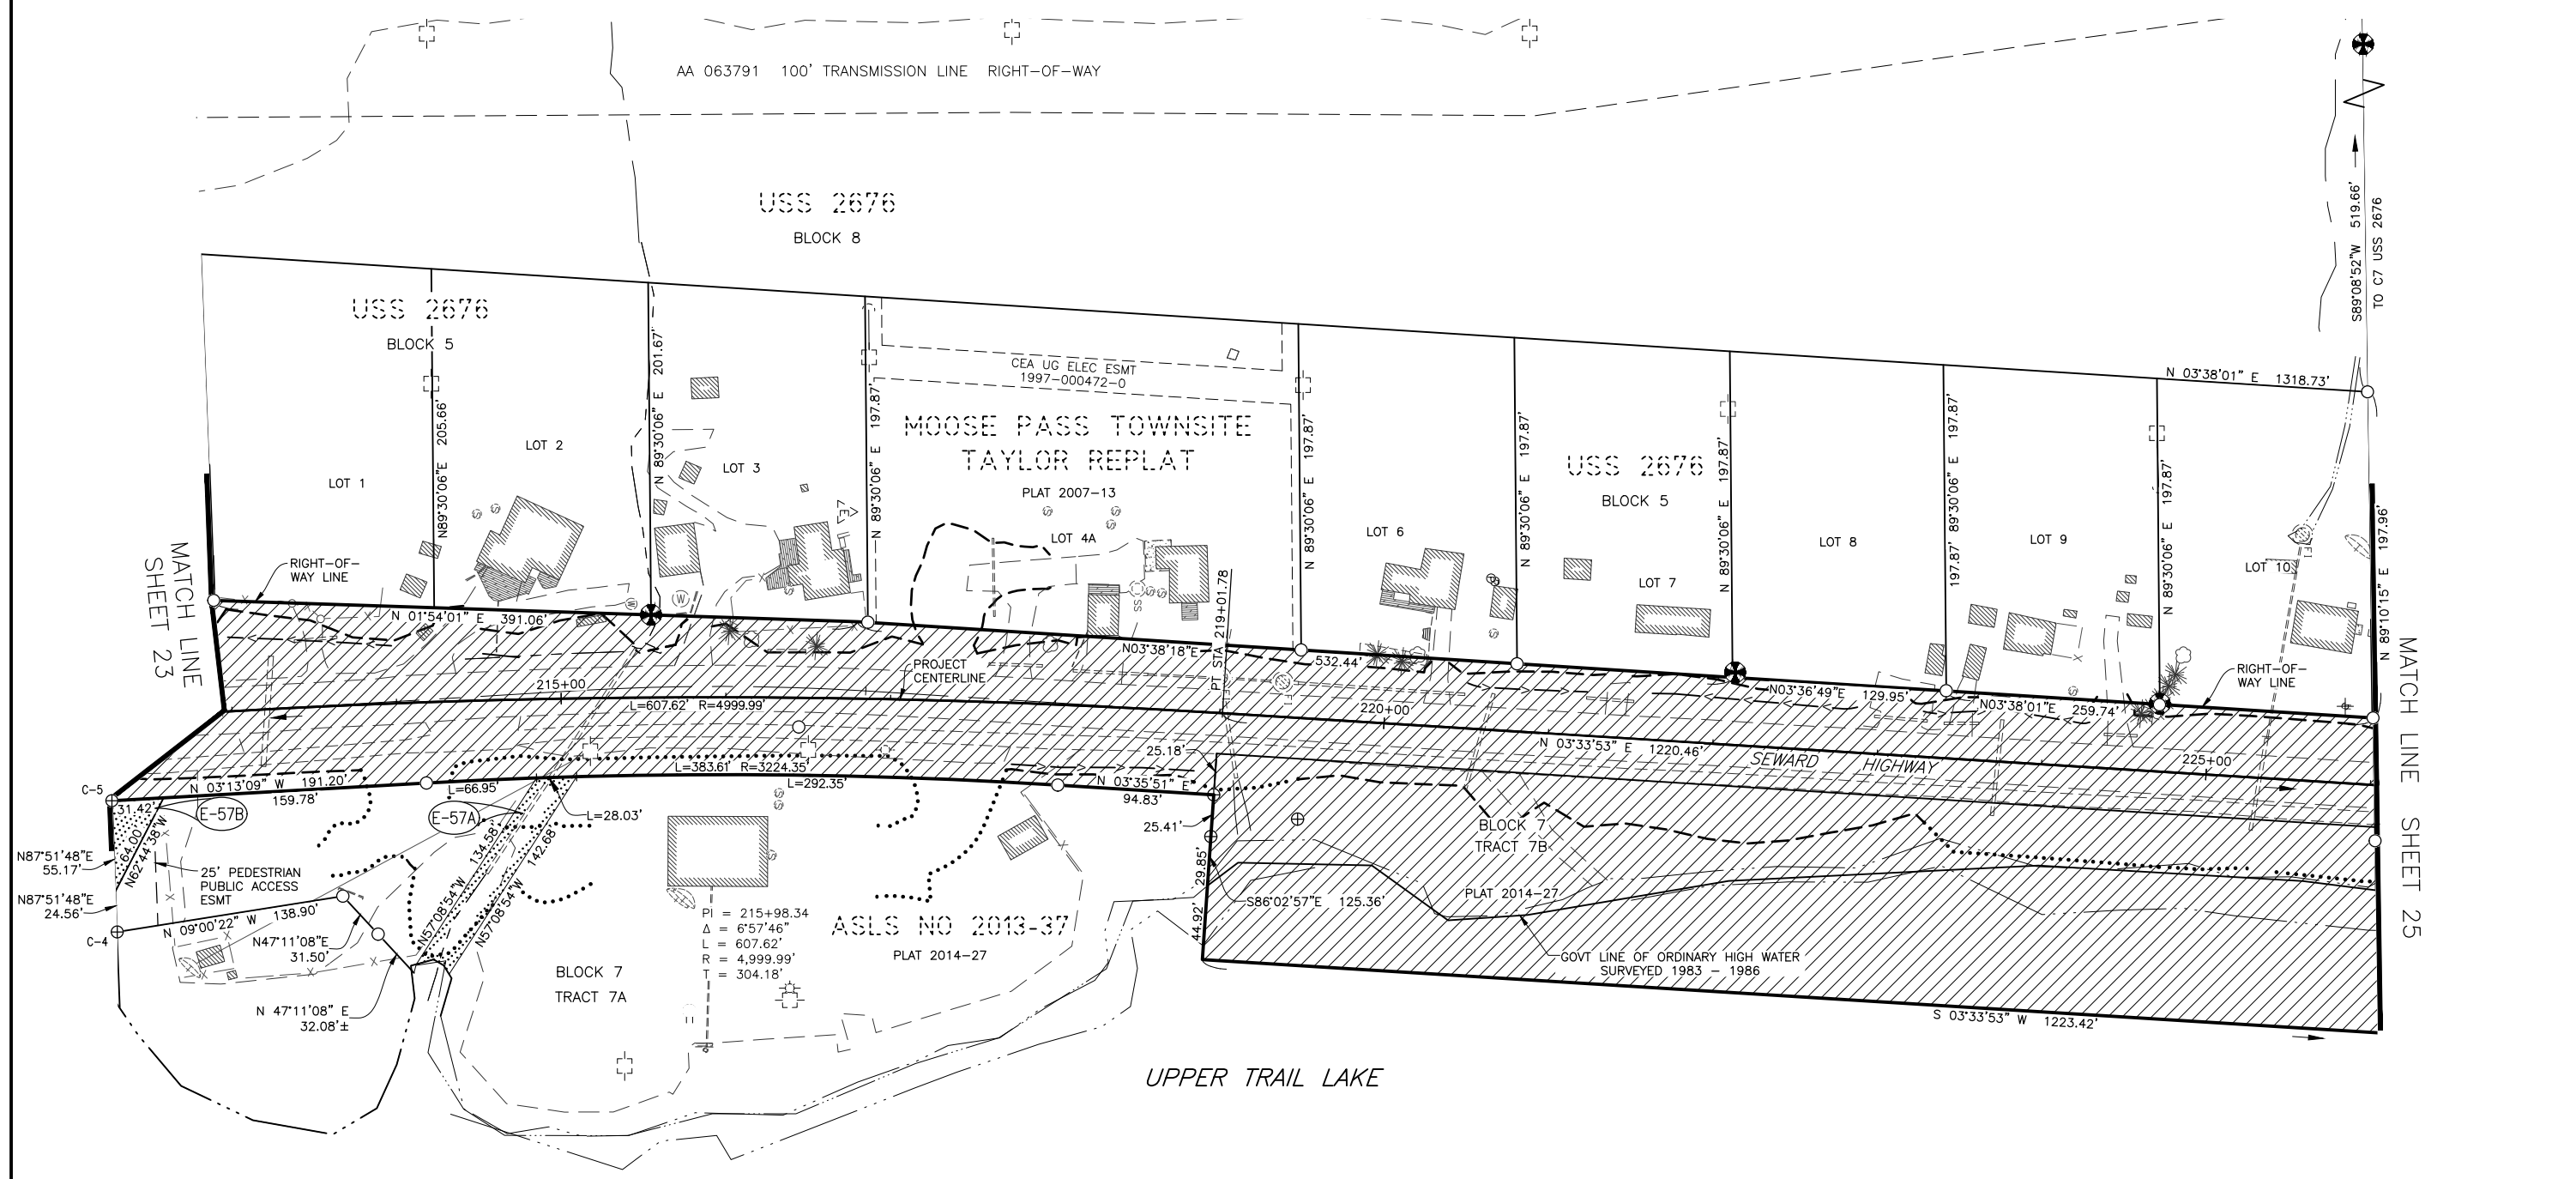 AA 063791 100' TRANSMISSION LINE RIGHT-OF-WAY
USS 2676
BLOCK 8
S89°08'52"W 519.66'
TO C7 USS 2676
USS 2676
BLOCK 5
LOT 1
N89°30'06"E 205.66'
LOT 2
N 89°30'06" E 201.67'
LOT 3
N 89°30'06" E 197.87'
CEA UG ELEC ESMT
1997-000472-0
MOOSE PASS TOWNSITE
TAYLOR REPLAT
PLAT 2007-13
LOT 4A
N 89°30'06" E 197.87'
LOT 6
N 89°30'06" E 197.87'
USS 2676
BLOCK 5
LOT 7
N 89°30'06" E 197.87'
LOT 8
197.87' 89°30'06" E 197.87'
LOT 9
N 89°30'06" E 197.87'
LOT 10
N 03°38'01" E 1318.73'
N 89°10'15" E 197.96'
MATCH LINE
SHEET 23
RIGHT-OF-
WAY LINE
N 01°54'01" E 391.06'
PROJECT
CENTERLINE
215+00
L=607.62' R=4999.99'
N03°38'18"E
532.44'
PT STA 219+01.78
220+00
N03°36'49"E 129.95'
N03°38'01"E 259.74'
RIGHT-OF-
WAY LINE
MATCH LINE SHEET 25
N 03°33'53" E 1220.46'
SEWARD HIGHWAY
225+00
C-5
N 03°13'09" W 191.20'
159.78'
31.42'
E-57B
E-57A
L=66.95'
L=383.61' R=3224.35'
L=292.35'
L=28.03'
N 03°35'51" E
94.83'
25.18'
25.41'
29.85'
44.92'
S86°02'57"E 125.36'
BLOCK 7
TRACT 7B
PLAT 2014-27
GOVT LINE OF ORDINARY HIGH WATER
SURVEYED 1983 - 1986
S 03°33'53" W 1223.42'
N87°51'48"E
55.17'
64.00'
N62°44'38"W
N87°51'48"E
24.56'
25' PEDESTRIAN
PUBLIC ACCESS
ESMT
C-4
N 09°00'22" W 138.90'
N47°11'08"E
31.50'
N 47°11'08" E
32.08'±
134.58'
N57°08'54"W
142.68'
N57°08'54"W
PI = 215+98.34
Δ = 6°57'46"
L = 607.62'
R = 4,999.99'
T = 304.18'
ASLS NO 2013-37
PLAT 2014-27
BLOCK 7
TRACT 7A
UPPER TRAIL LAKE